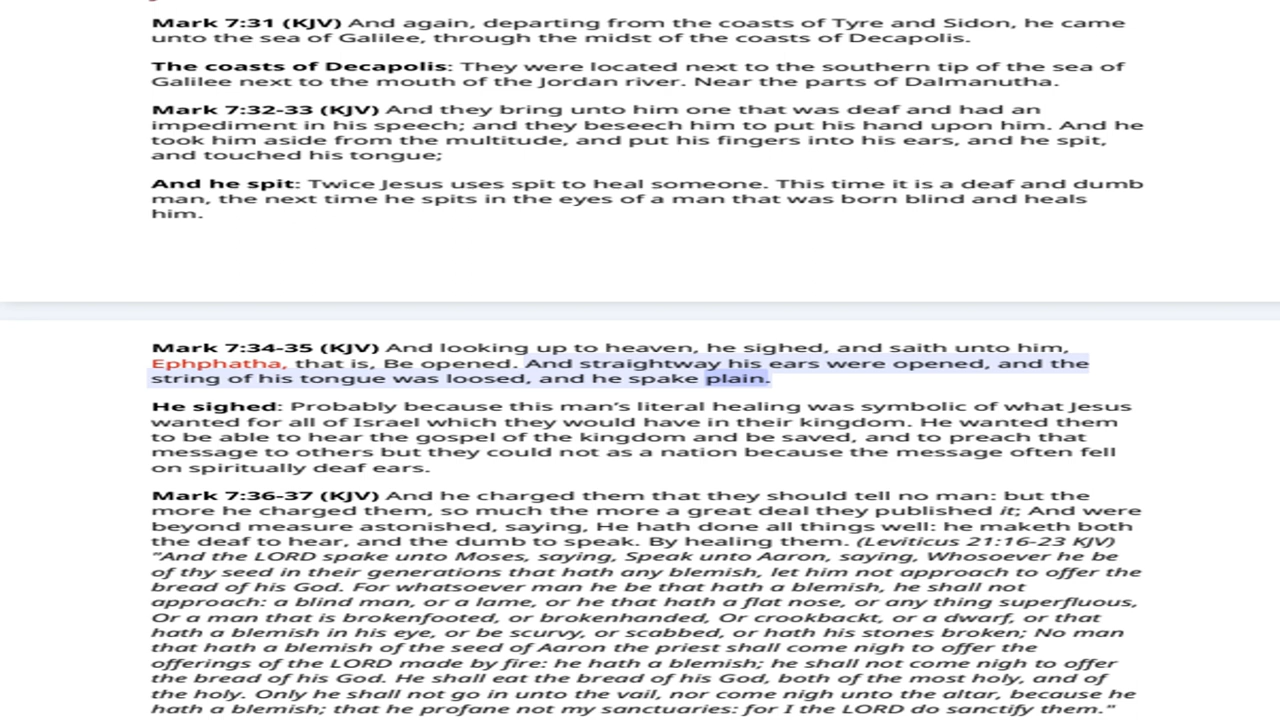 Mark 7:31 (KJV) And again, departing from the coasts of Tyre and Sidon, he came
unto the sea of Galilee, through the midst of the coasts of Decapolis.
The coasts of Decapolis: They were located next to the southern tip of the sea of
Galilee next to the mouth of the Jordan river. Near the parts of Dalmanutha.
Mark 7:32-33 (KJV) And they bring unto him one that was deaf and had an
impediment in his speech; and they beseech him to put his hand upon him. And he
took him aside from the multitude, and put his fingers into his ears, and he spit,
and touched his tongue;
And he spit: Twice Jesus uses spit to heal someone. This time it is a deaf and dumb
man, the next time he spits in the eyes of a man that was born blind and heals
him.
Mark 7:34-35 (KJV) And looking up to heaven, he sighed, and saith unto him,
Ephphatha, that is, Be opened. And straightway his ears were opened, and the
string of his tongue was loosed, and he spake plain.
He sighed: Probably because this man's literal healing was symbolic of what Jesus
wanted for all of Israel which they would have in their kingdom. He wanted them
to be able to hear the gospel of the kingdom and be saved, and to preach that
message to others but they could not as a nation because the message often fell
on spiritually deaf ears.
Mark 7:36-37 (KJV) And he charged them that they should tell no man: but the
more he charged them, so much the more a great deal they published it; And were
beyond measure astonished, saying, He hath done all things well: he maketh both
the deaf to hear, and the dumb to speak. By healing them. (Leviticus 21:16-23 KJV)
"And the LORD spake unto Moses, saying, Speak unto Aaron, saying, Whosoever he be
of thy seed in their generations that hath any blemish, let him not approach to offer the
bread of his God. For whatsoever man he be that hath a blemish, he shall not
approach: a blind man, or a lame, or he that hath a flat nose, or any thing superfluous,
Or a man that is brokenfooted, or brokenhanded, Or crookbackt, or a dwarf, or that
hath a blemish in his eye, or be scurvy, or scabbed, or hath his stones broken; No man
that hath a blemish of the seed of Aaron the priest shall come nigh to offer the
offerings of the LORD made by fire: he hath a blemish; he shall not come nigh to offer
the bread of his God. He shall eat the bread of his God, both of the most holy, and of
the holy. Only he shall not go in unto the vail, nor come nigh unto the altar, because he
hath a blemish; that he profane not my sanctuaries: for I the LORD do sanctify them."